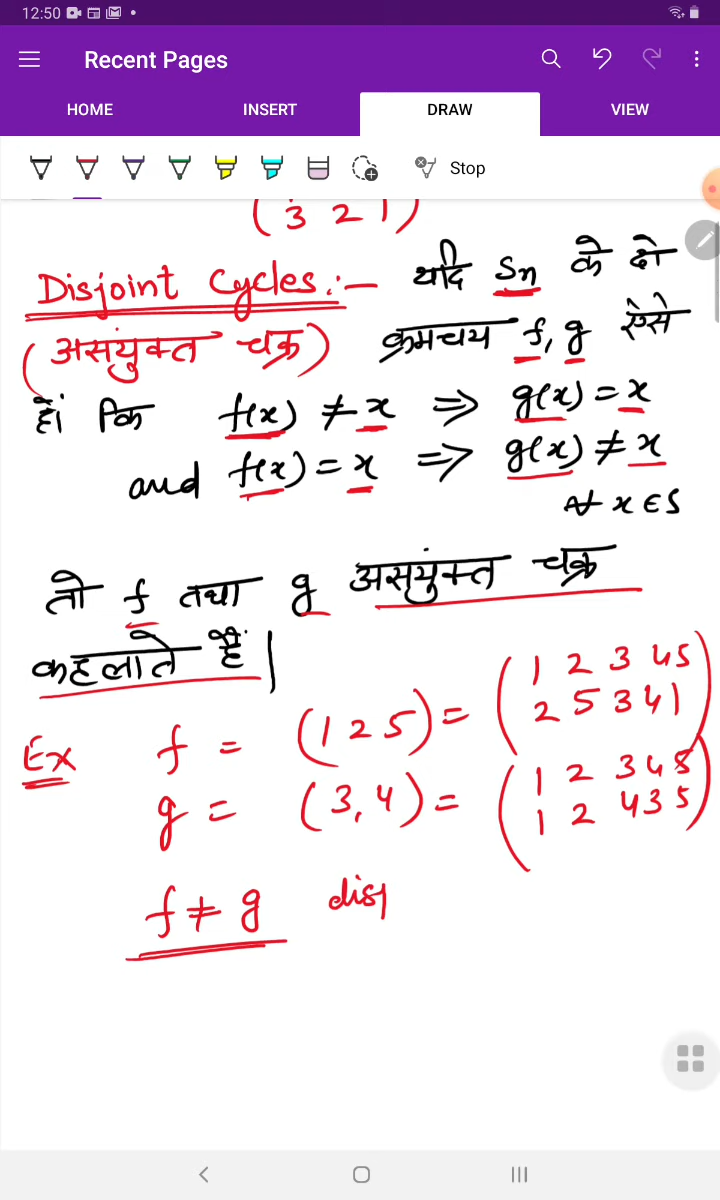 12:50
Recent Pages
HOME INSERT DRAW VIEW
Stop
( 3 2 1 )
Disjoint Cycles :- यदि Sn के दो
(असंयुक्त चक्र) क्रमचय f, g ऐसे
हों कि f(x) ≠ x ⇒ g(x) = x
and f(x) = x ⇒ g(x) ≠ x
∀ x ∈ S
तो f तथा g असंयुक्त चक्र
कहलाते हैं|
Ex f = (1 2 5) = ( 1 2 3 4 5
2 5 3 4 1 )
g = (3, 4) = ( 1 2 3 4 5
1 2 4 3 5 )
f ≠ g disj